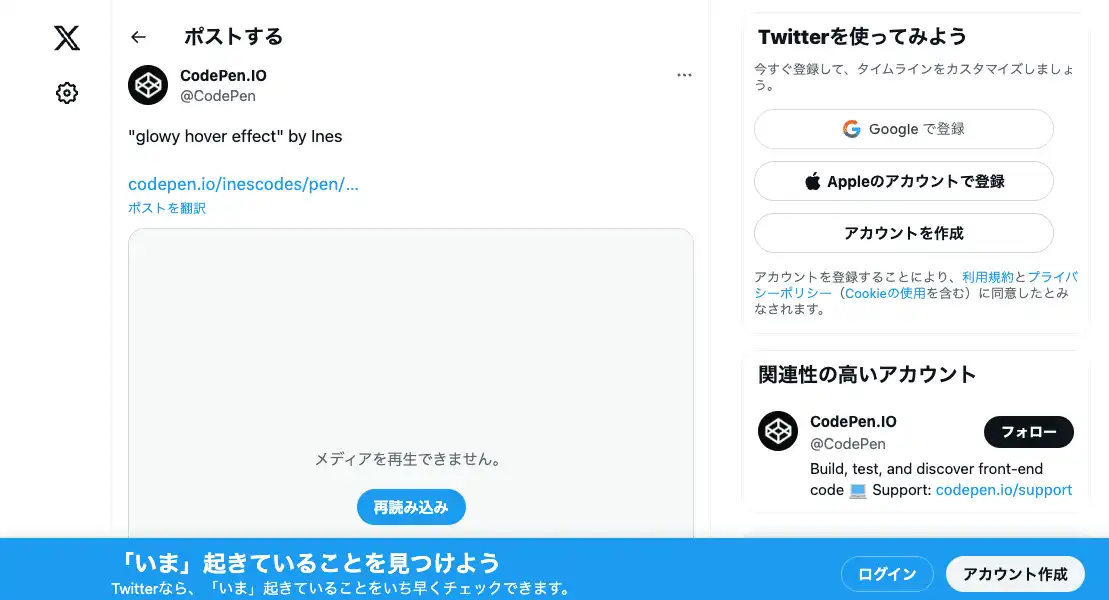 ポストする
CodePen.IO
@CodePen
"glowy hover effect" by Ines
codepen.io/inescodes/pen/…
ポストを翻訳
メディアを再生できません。
再読み込み
Twitterを使ってみよう
今すぐ登録して、タイムラインをカスタマイズしましょ
う。
Google で登録
Appleのアカウントで登録
アカウントを作成
アカウントを登録することにより、利用規約とプライバ
シーポリシー（Cookieの使用を含む）に同意したとみ
なされます。
関連性の高いアカウント
CodePen.IO
@CodePen
フォロー
Build, test, and discover front-end
code 💻 Support: codepen.io/support
「いま」起きていることを見つけよう
Twitterなら、「いま」起きていることをいち早くチェックできます。
ログイン
アカウント作成